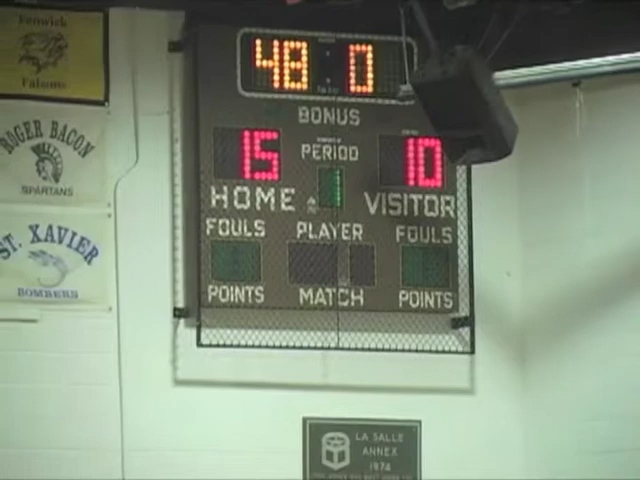 Fenwick
Falcons
ROGER BACON
SPARTANS
ST. XAVIER
BOMBERS
48 0
BONUS
15
PERIOD
10
HOME
1
VISITOR
FOULS
PLAYER
FOULS
POINTS
MATCH
POINTS
LA SALLE
ANNEX
1974